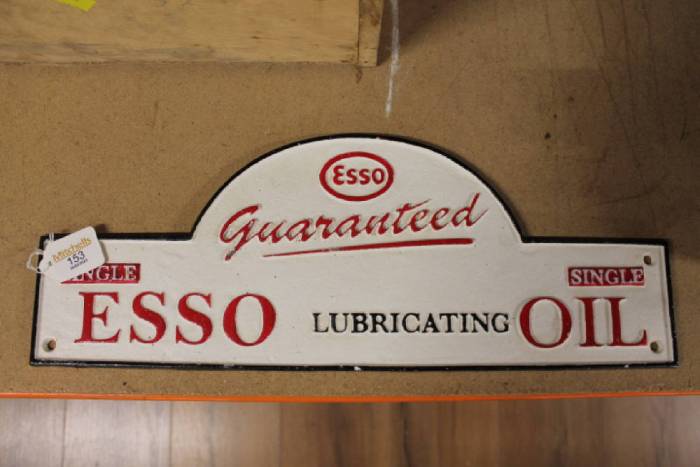 Esso
Guaranteed
Mitchells
153
SINGLE
SINGLE
ESSO LUBRICATING OIL